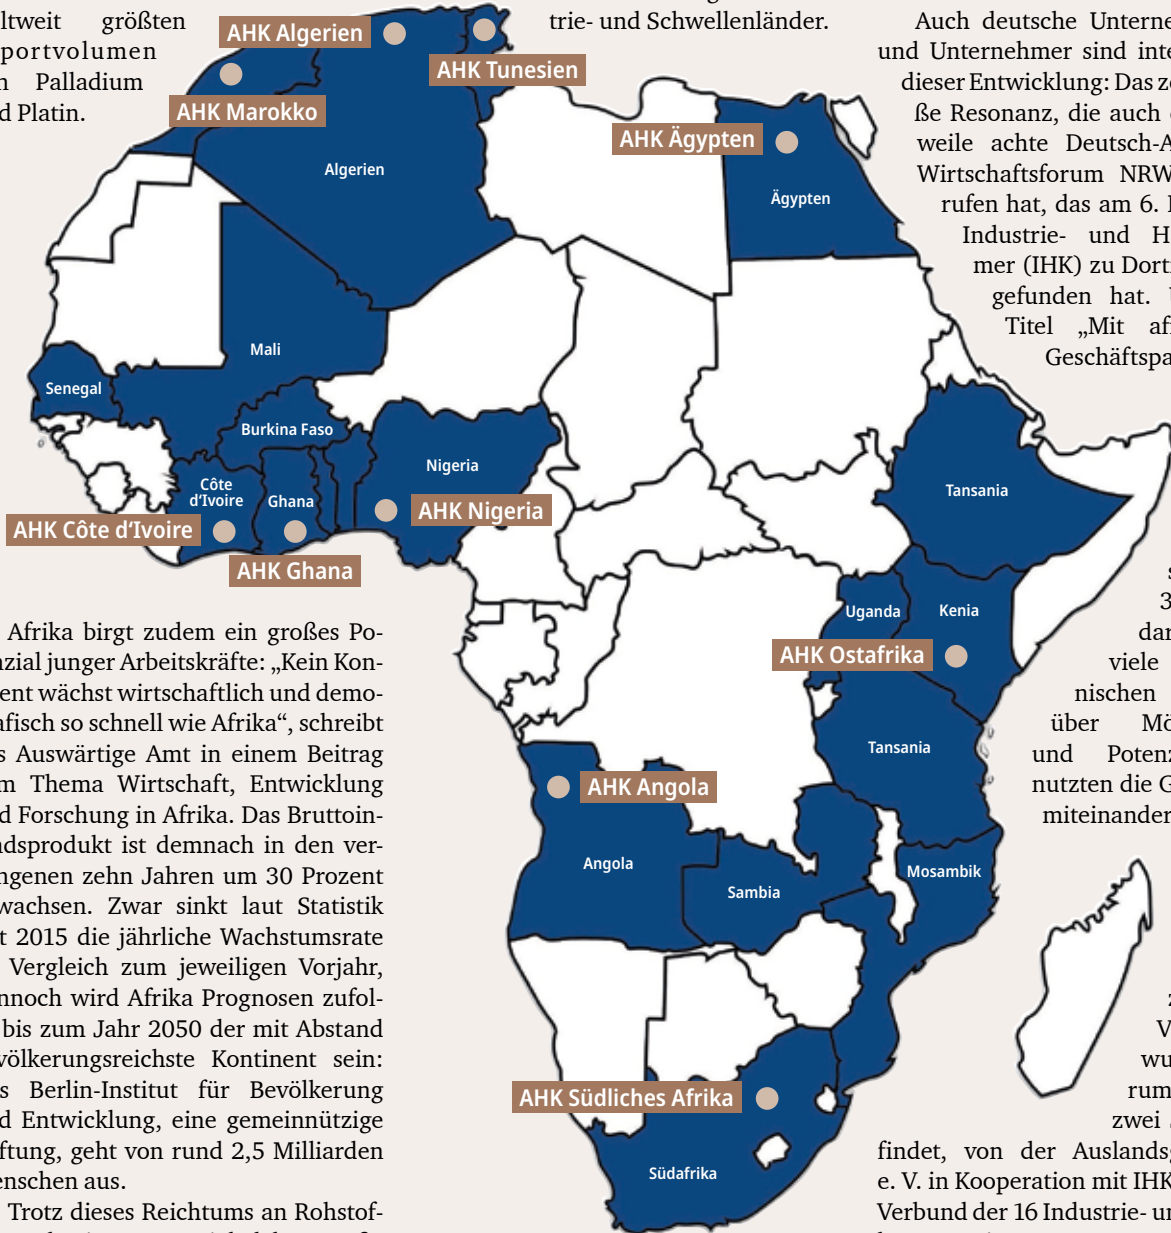 ltweit größten
portvolumen
n Palladium
d Platin.
trie- und Schwellenländer.
Auch deutsche Unterne
und Unternehmer sind inte
dieser Entwicklung: Das ze
ße Resonanz, die auch
weile achte Deutsch-A
Wirtschaftsforum NRW
rufen hat, das am 6.
Industrie- und H
mer (IHK) zu Dort
gefunden hat.
Titel „Mit af
Geschäftspa
AHK Algerien
AHK Tunesien
AHK Marokko
AHK Ägypten
Algerien
Ägypten
Mali
Senegal
Burkina Faso
Nigeria
Côte
d’Ivoire
Ghana
Tansania
AHK Nigeria
AHK Côte d‘Ivoire
AHK Ghana
Uganda
Kenia
AHK Ostafrika
Tansania
AHK Angola
Angola
Sambia
Mosambik
AHK Südliches Afrika
Südafrika
Afrika birgt zudem ein großes Po-
nzial junger Arbeitskräfte: „Kein Kon-
ent wächst wirtschaftlich und demo-
afisch so schnell wie Afrika“, schreibt
s Auswärtige Amt in einem Beitrag
m Thema Wirtschaft, Entwicklung
d Forschung in Afrika. Das Bruttoin-
ndsprodukt ist demnach in den ver-
ngenen zehn Jahren um 30 Prozent
wachsen. Zwar sinkt laut Statistik
t 2015 die jährliche Wachstumsrate
Vergleich zum jeweiligen Vorjahr,
nnoch wird Afrika Prognosen zufol-
bis zum Jahr 2050 der mit Abstand
völkerungsreichste Kontinent sein:
s Berlin-Institut für Bevölkerung
d Entwicklung, eine gemeinnützige
ftung, geht von rund 2,5 Milliarden
enschen aus.
Trotz dieses Reichtums an Rohstof-
s
3
dar
viele
nischen
über Mö
und Potenz
nutzten die G
miteinander
z
V
wu
rum
zwei
findet, von der Auslandsg
e. V. in Kooperation mit IHK
Verbund der 16 Industrie- un